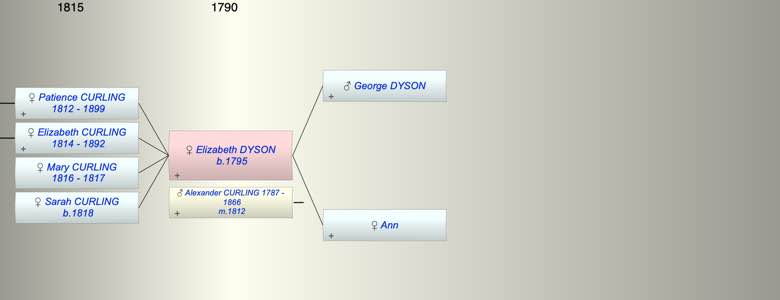 1815
1790
♀ Patience CURLING
1812 - 1899
+
♀ Elizabeth CURLING
1814 - 1892
+
♀ Mary CURLING
1816 - 1817
♀ Sarah CURLING
b.1818
♀ Elizabeth DYSON
b.1795
+
♂ Alexander CURLING 1787 -
1866
m.1812
+
♂ George DYSON
+
♀ Ann
+